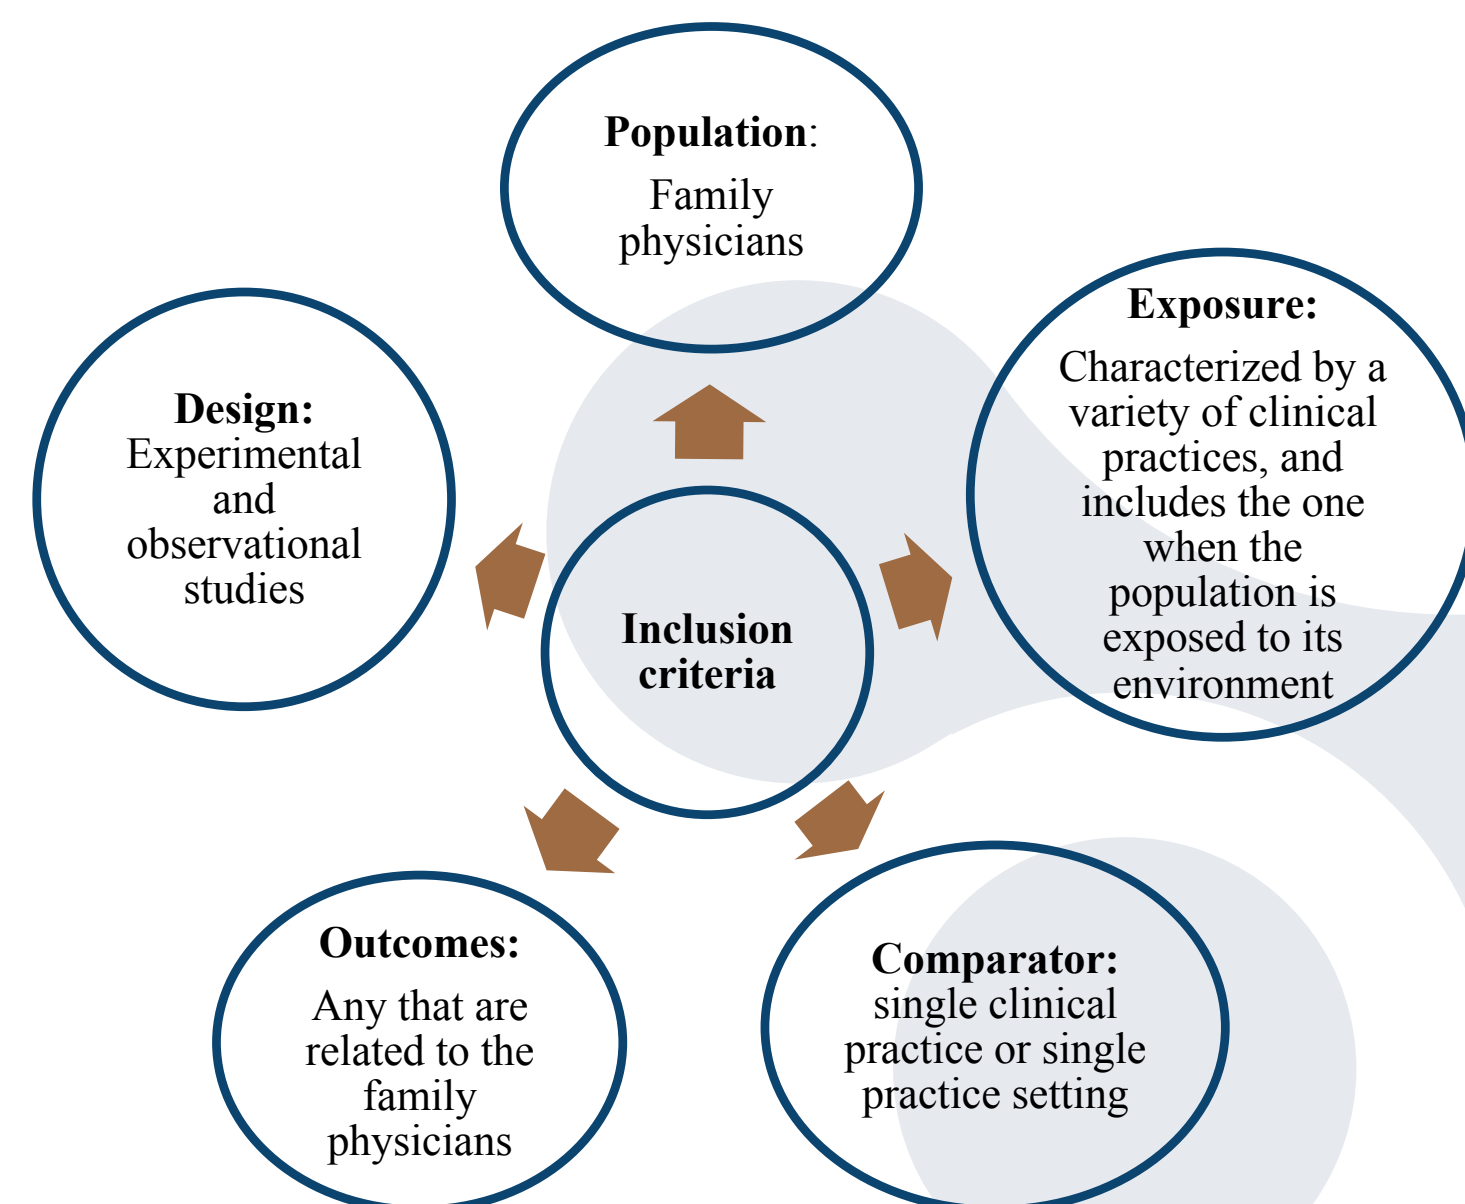 Population:
Family
physicians
Exposure:
Characterized by a
variety of clinical
practices, and
includes the one
when the
population is
exposed to its
environment
Design:
Experimental
and
observational
studies
Inclusion
criteria
Outcomes:
Any that are
related to the
family
physicians
Comparator:
single clinical
practice or single
practice setting